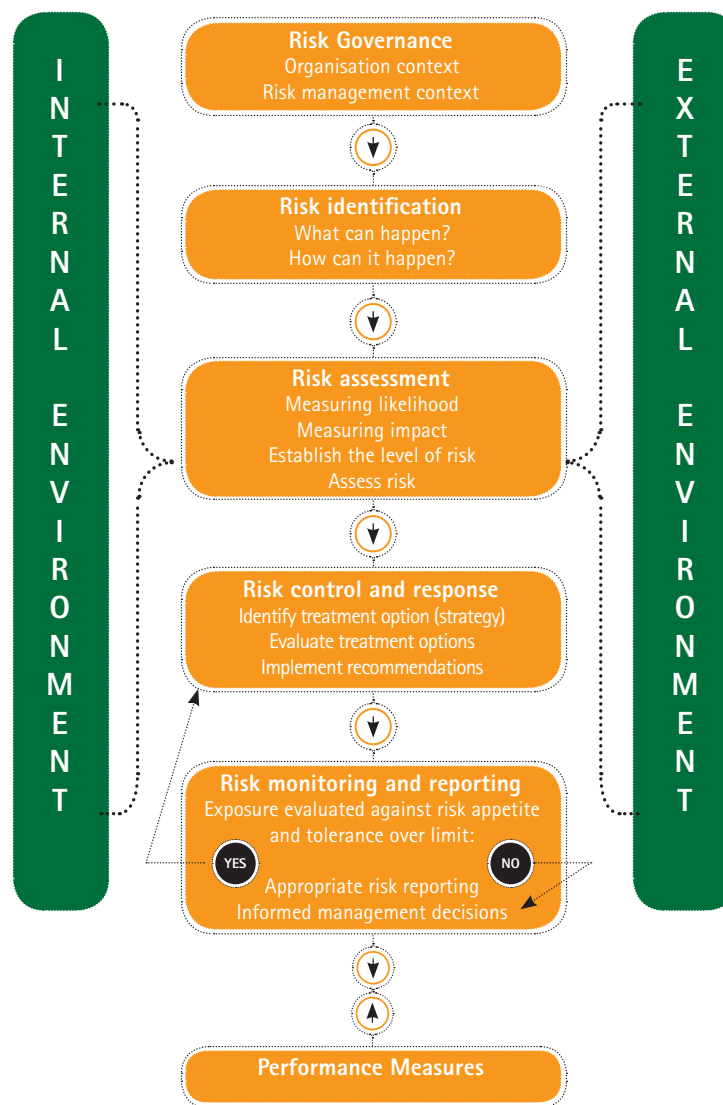 INTERNAL ENVIRONMENT
Risk Governance
Organisation context
Risk management context
Risk identification
What can happen?
How can it happen?
Risk assessment
Measuring likelihood
Measuring impact
Establish the level of risk
Assess risk
Risk control and response
Identify treatment option (strategy)
Evaluate treatment options
Implement recommendations
Risk monitoring and reporting
Exposure evaluated against risk appetite
and tolerance over limit:
YES
NO
Appropriate risk reporting
Informed management decisions
Performance Measures
EXTERNAL ENVIRONMENT